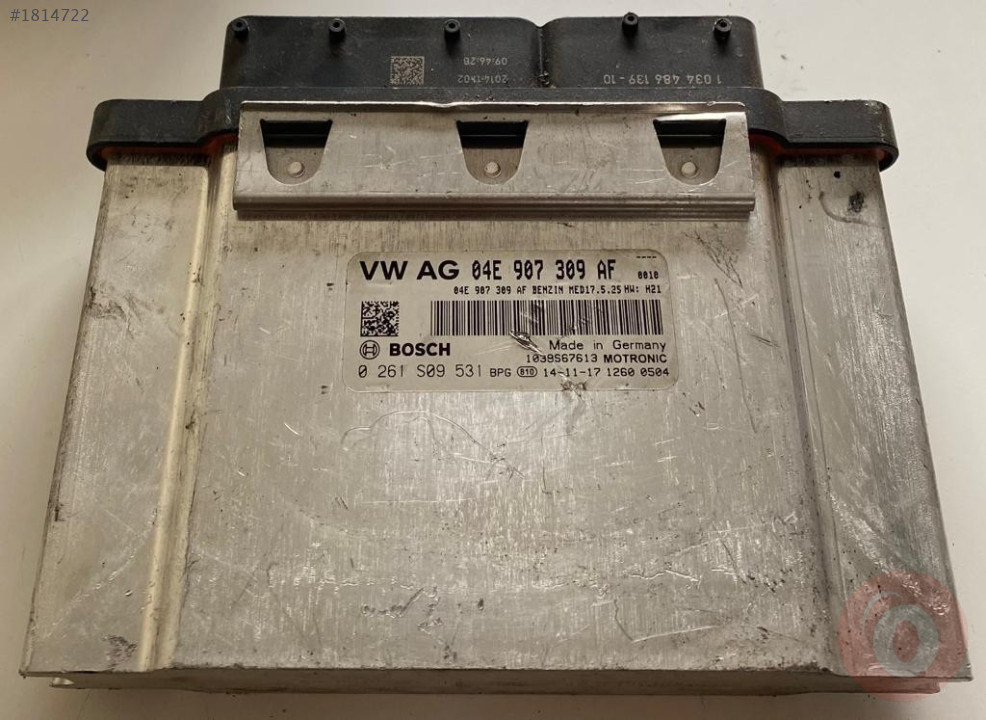 #1814722
09:46:20
2014-1202
1 034 486 139-10
VW AG 04E 907 309 AF 0010
04E 907 309 AF BENZIN MED17.5.25 HW: H21
Made in Germany
BOSCH 1039S67613 MOTRONIC
0 261 S09 531 BPG 810 14-11-17 1260 0504